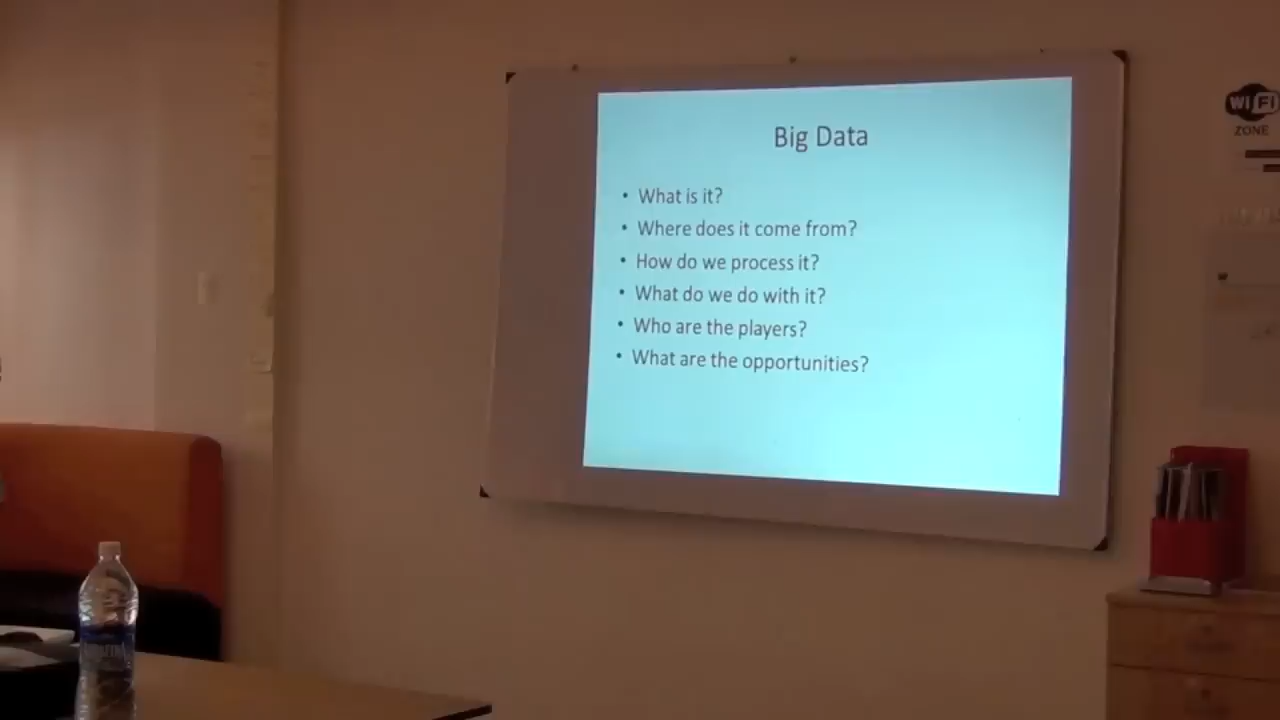 Big Data
• What is it?
• Where does it come from?
• How do we process it?
• What do we do with it?
• Who are the players?
• What are the opportunities?
Wi Fi
ZONE